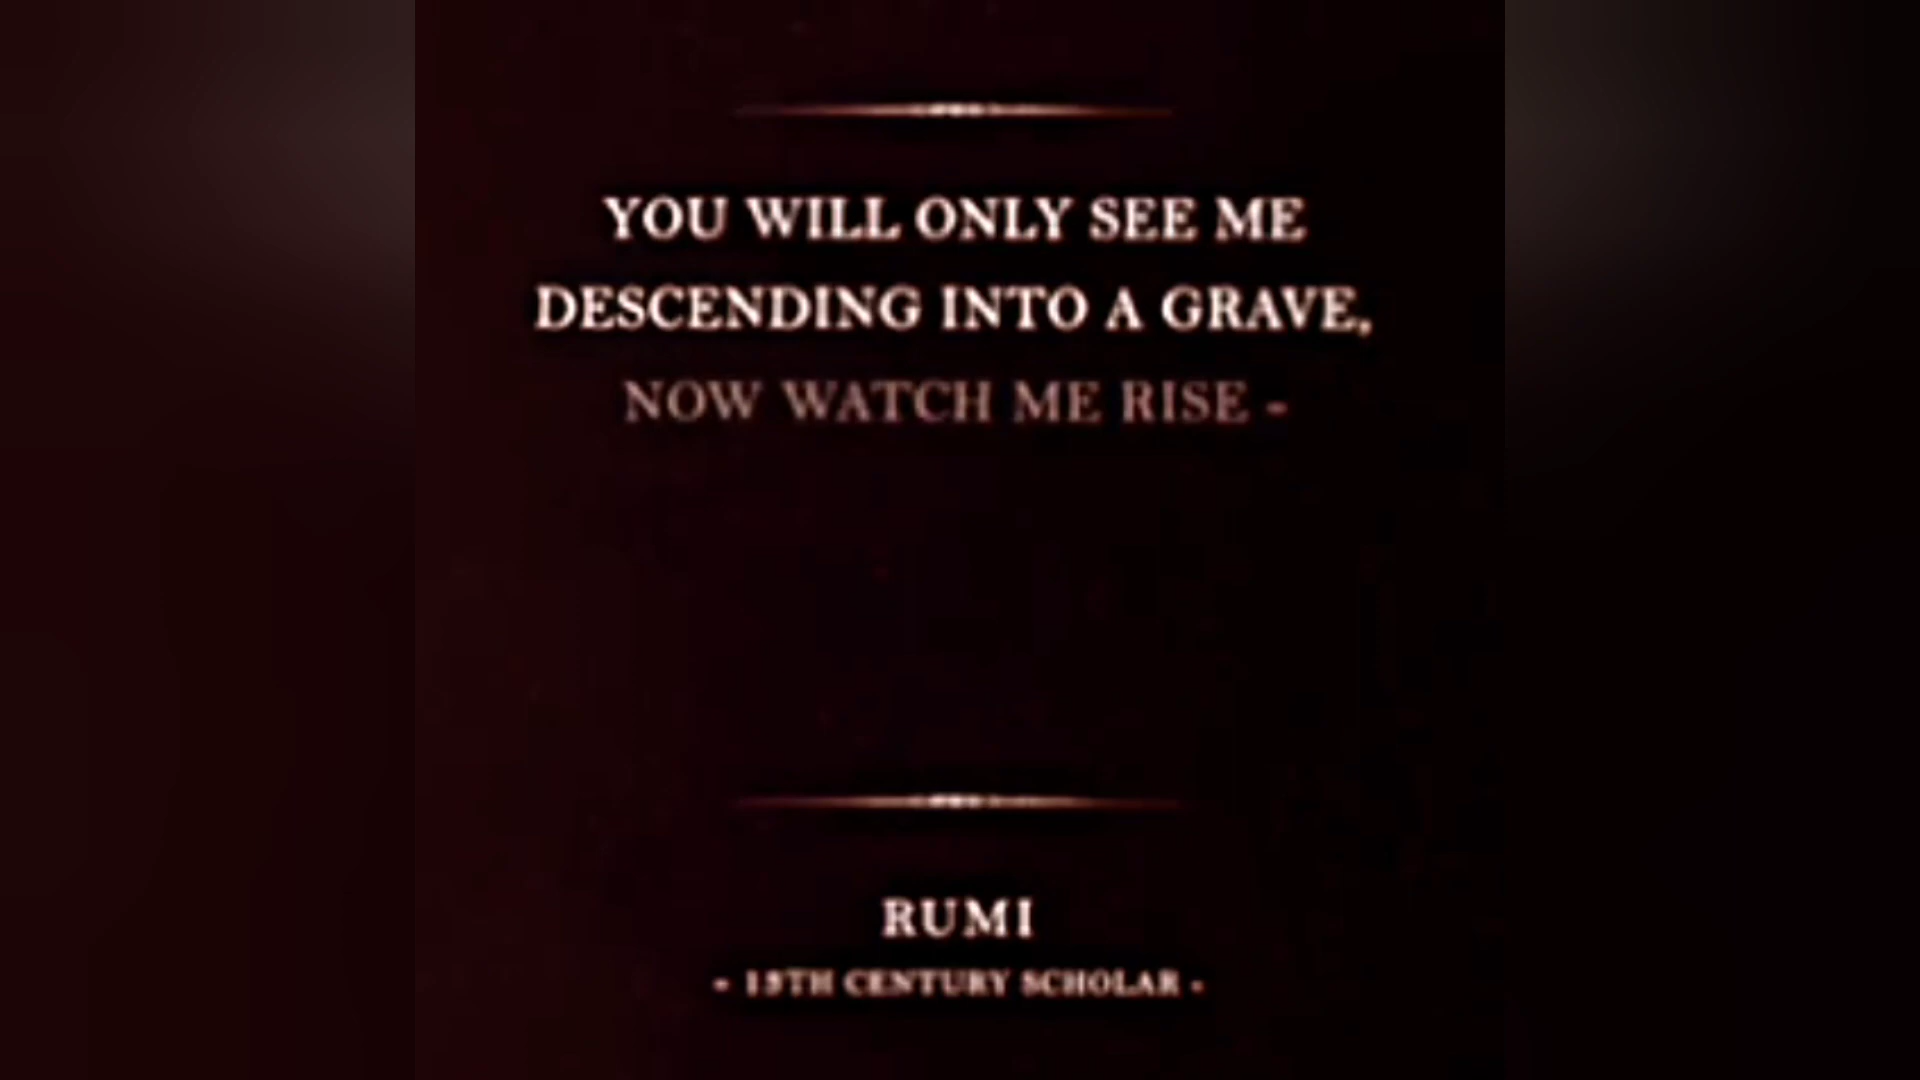 YOU WILL ONLY SEE ME
DESCENDING INTO A GRAVE,
NOW WATCH ME RISE -
RUMI
- 13TH CENTURY SCHOLAR -